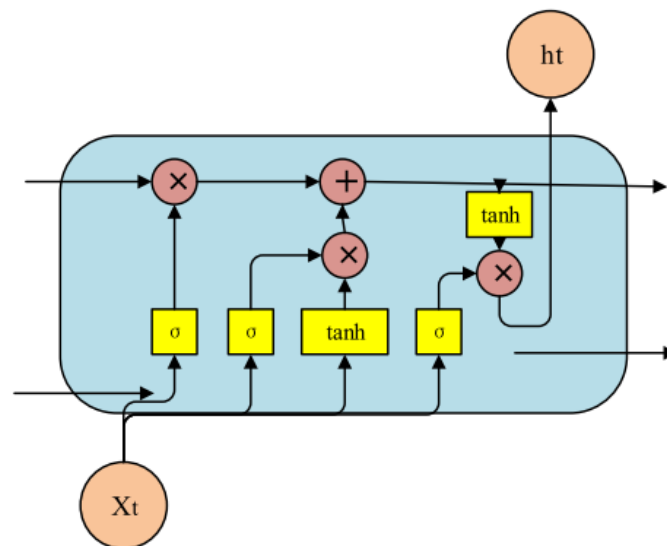 ht
×
+
tanh
×
×
σ
σ
tanh
σ
Xt